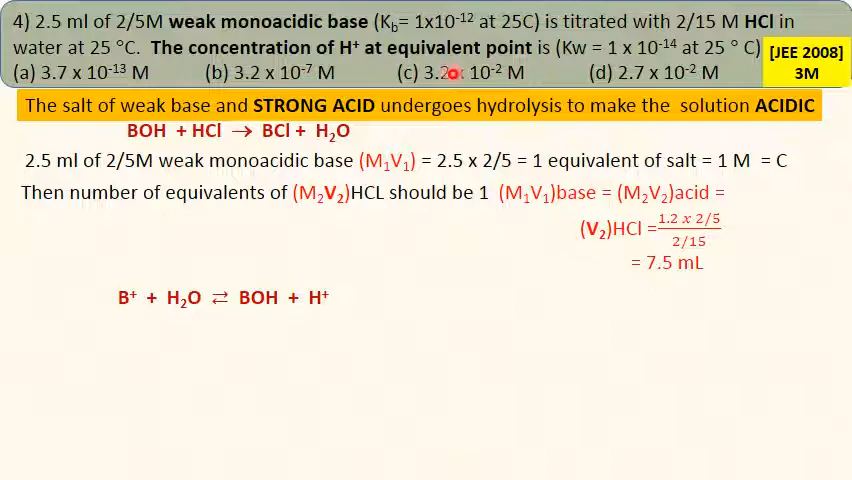 4) 2.5 ml of 2/5M weak monoacidic base (Kb= 1x10-12 at 25C) is titrated with 2/15 M HCl in
water at 25 °C. The concentration of H+ at equivalent point is (Kw = 1 x 10-14 at 25 ° C)
[JEE 2008]
3M
(a) 3.7 x 10-13 M (b) 3.2 x 10-7 M (c) 3.2 x 10-2 M (d) 2.7 x 10-2 M
The salt of weak base and STRONG ACID undergoes hydrolysis to make the solution ACIDIC
BOH + HCl → BCl + H2O
2.5 ml of 2/5M weak monoacidic base (M1V1) = 2.5 x 2/5 = 1 equivalent of salt = 1 M = C
Then number of equivalents of (M2V2)HCL should be 1 (M1V1)base = (M2V2)acid =
(V2)HCl = 1.2 x 2/5
2/15
= 7.5 mL
B+ + H2O ⇄ BOH + H+